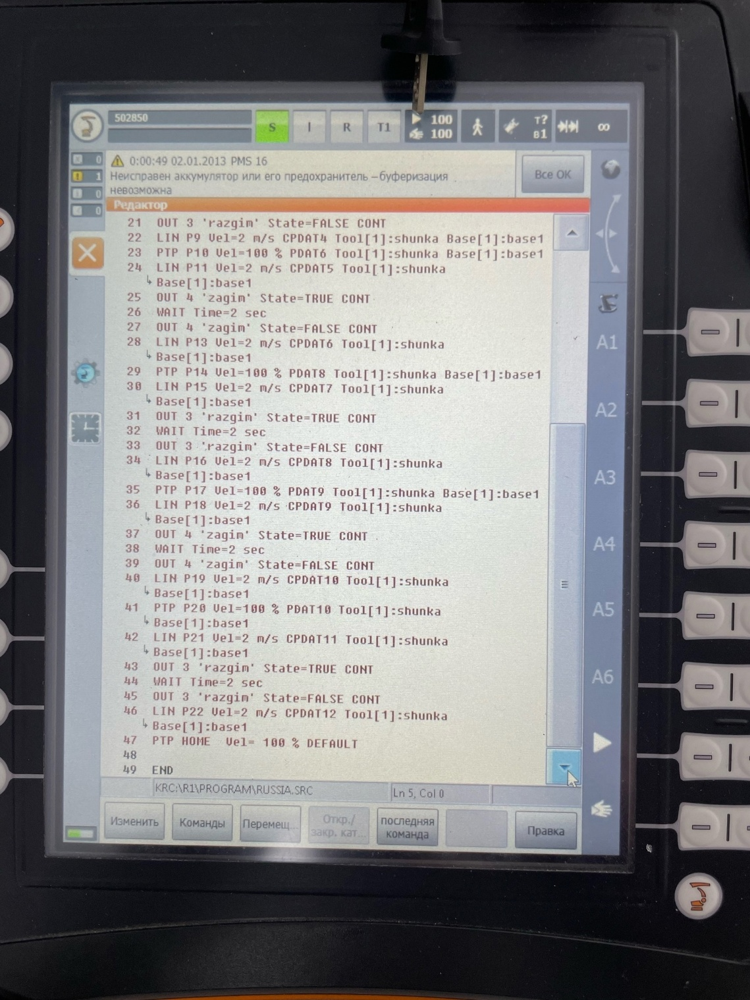 502850
S I R T1 100 100 T? B1 ∞
0 0:00:49 02.01.2013 PMS 16
1 Неисправен аккумулятор или его предохранитель –буферизация
0 невозможна
0
Все OK
Редактор
21 OUT 3 'razgim' State=FALSE CONT
22 LIN P9 Vel=2 m/s CPDAT4 Tool[1]:shunka Base[1]:base1
23 PTP P10 Vel=100 % PDAT6 Tool[1]:shunka Base[1]:base1
24 LIN P11 Vel=2 m/s CPDAT5 Tool[1]:shunka
Base[1]:base1
25 OUT 4 'zagim' State=TRUE CONT
26 WAIT Time=2 sec
27 OUT 4 'zagim' State=FALSE CONT
28 LIN P13 Vel=2 m/s CPDAT6 Tool[1]:shunka
Base[1]:base1
29 PTP P14 Vel=100 % PDAT8 Tool[1]:shunka Base[1]:base1
30 LIN P15 Vel=2 m/s CPDAT7 Tool[1]:shunka
Base[1]:base1
31 OUT 3 'razgim' State=TRUE CONT
32 WAIT Time=2 sec
33 OUT 3 'razgim' State=FALSE CONT
34 LIN P16 Vel=2 m/s CPDAT8 Tool[1]:shunka
Base[1]:base1
35 PTP P17 Vel=100 % PDAT9 Tool[1]:shunka Base[1]:base1
36 LIN P18 Vel=2 m/s CPDAT9 Tool[1]:shunka
Base[1]:base1
37 OUT 4 'zagim' State=TRUE CONT
38 WAIT Time=2 sec
39 OUT 4 'zagim' State=FALSE CONT
40 LIN P19 Vel=2 m/s CPDAT10 Tool[1]:shunka
Base[1]:base1
41 PTP P20 Vel=100 % PDAT10 Tool[1]:shunka
Base[1]:base1
42 LIN P21 Vel=2 m/s CPDAT11 Tool[1]:shunka
Base[1]:base1
43 OUT 3 'razgim' State=TRUE CONT
44 WAIT Time=2 sec
45 OUT 3 'razgim' State=FALSE CONT
46 LIN P22 Vel=2 m/s CPDAT12 Tool[1]:shunka
Base[1]:base1
47 PTP HOME Vel= 100 % DEFAULT
48
49 END
A1
A2
A3
A4
A5
A6
KRC:\R1\PROGRAM\RUSSIA.SRC Ln 5, Col 0
Изменить
Команды
Перемещ...
Откр./
закр. кат...
последняя
команда
Правка